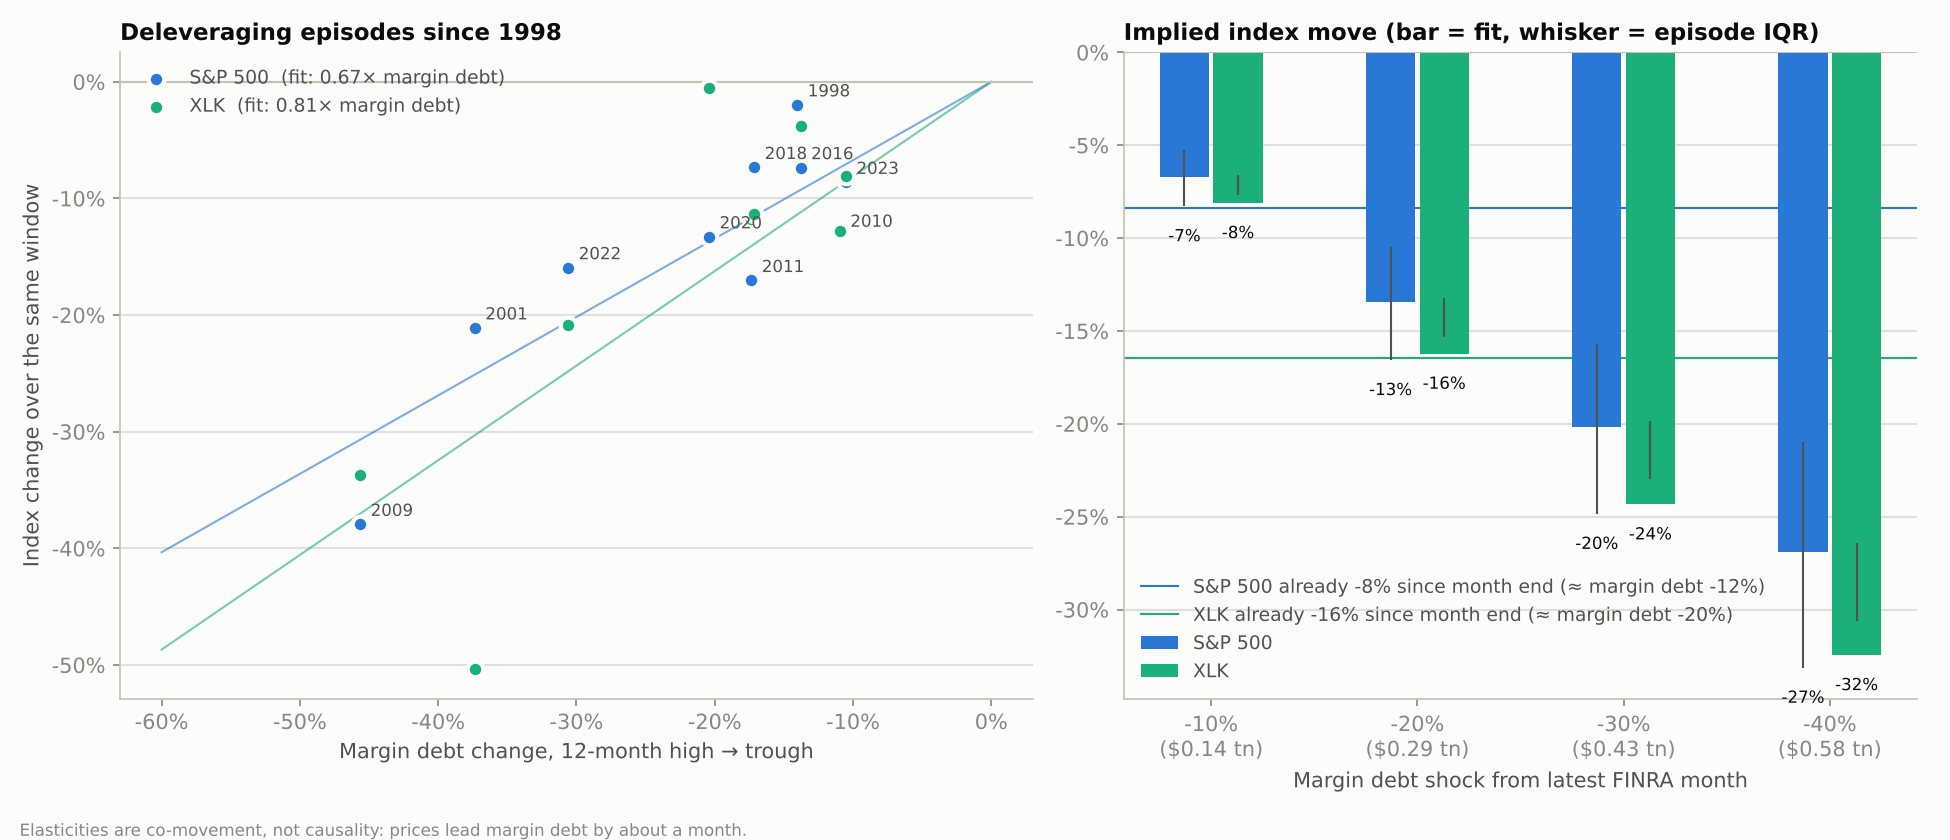 Deleveraging episodes since 1998
S&P 500  (fit: 0.67× margin debt)
XLK  (fit: 0.81× margin debt)
0%
-10%
-20%
-30%
-40%
-50%
Index change over the same window
1998
2018
2016
2023
2020
2010
2022
2011
2001
2009
-60%
-50%
-40%
-30%
-20%
-10%
0%
Margin debt change, 12-month high → trough
Implied index move (bar = fit, whisker = episode IQR)
0%
-5%
-10%
-15%
-20%
-25%
-30%
-7%
-8%
-13%
-16%
-20%
-24%
-27%
-32%
S&P 500 already -8% since month end (≈ margin debt -12%)
XLK already -16% since month end (≈ margin debt -20%)
S&P 500
XLK
-10%
($0.14 tn)
-20%
($0.29 tn)
-30%
($0.43 tn)
-40%
($0.58 tn)
Margin debt shock from latest FINRA month
Elasticities are co-movement, not causality: prices lead margin debt by about a month.